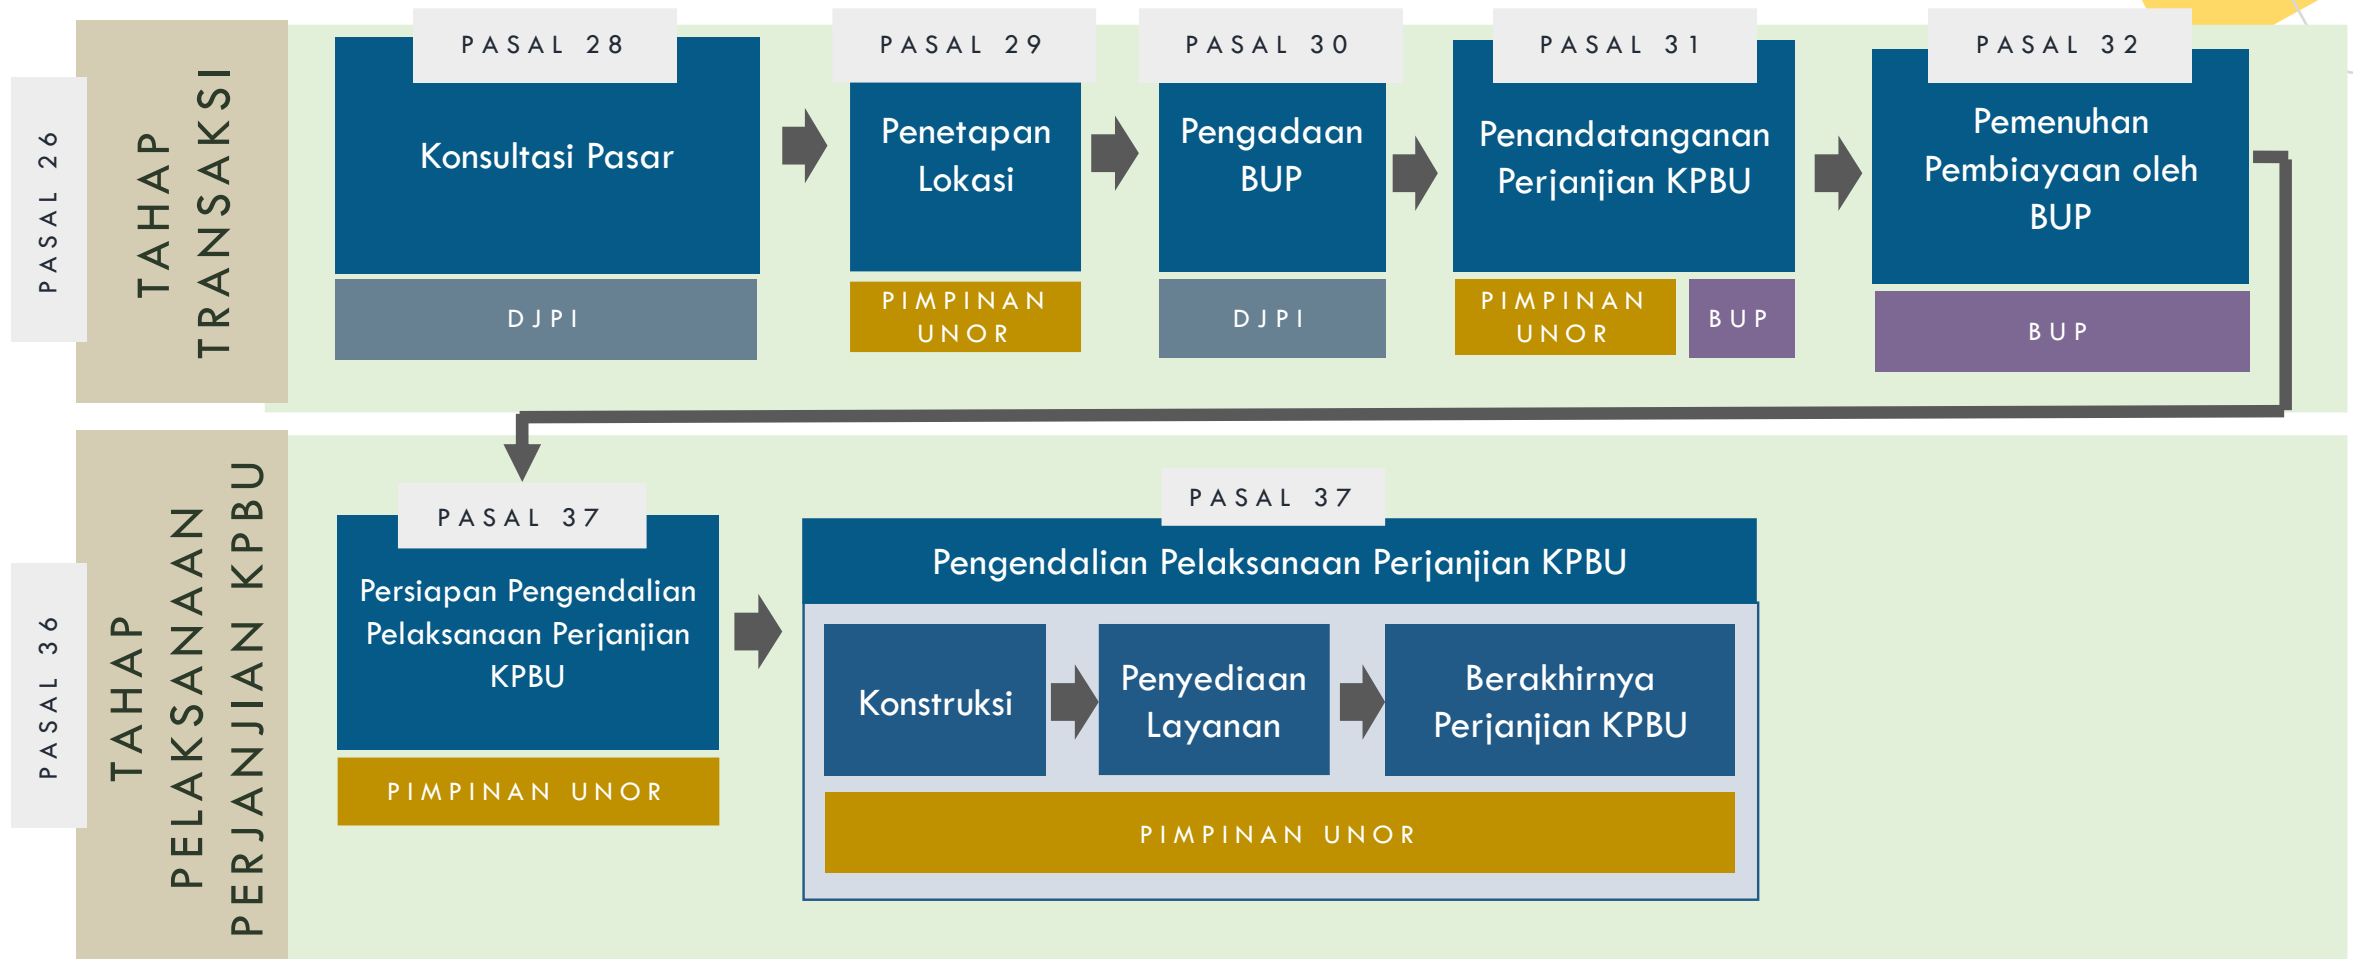 PASAL 26
TAHAP
TRANSAKSI
PASAL 28
Konsultasi Pasar
DJPI
PASAL 29
Penetapan
Lokasi
PIMPINAN
UNOR
PASAL 30
Pengadaan
BUP
DJPI
PASAL 31
Penandatanganan
Perjanjian KPBU
PIMPINAN
UNOR
BUP
PASAL 32
Pemenuhan
Pembiayaan oleh
BUP
BUP
PASAL 36
TAHAP
PELAKSANAAN
PERJANJIAN KPBU
PASAL 37
Persiapan Pengendalian
Pelaksanaan Perjanjian
KPBU
PIMPINAN UNOR
PASAL 37
Pengendalian Pelaksanaan Perjanjian KPBU
Konstruksi
Penyediaan
Layanan
Berakhirnya
Perjanjian KPBU
PIMPINAN UNOR